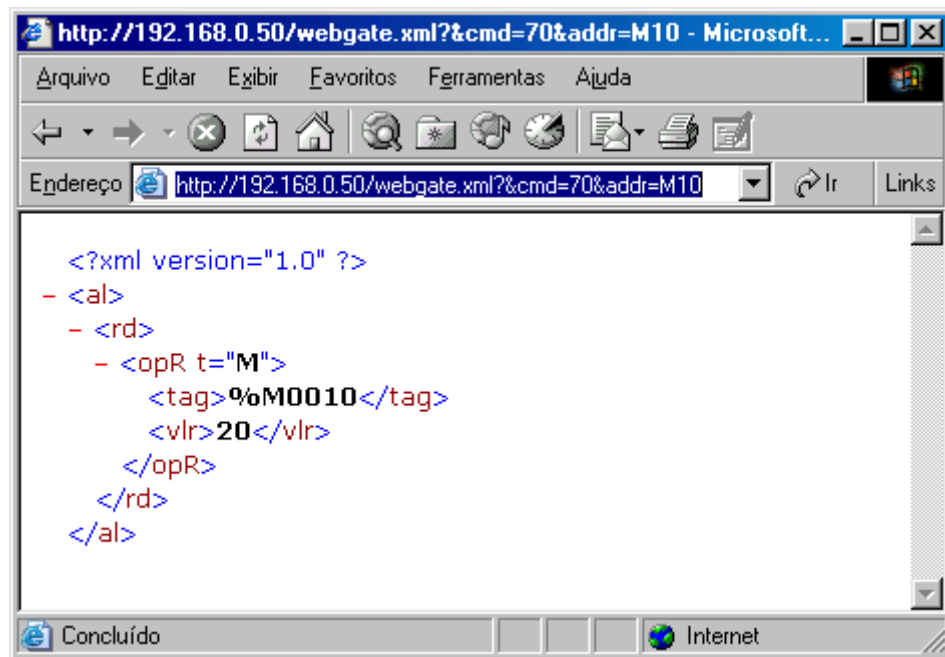 http://192.168.0.50/webgate.xml?&cmd=70&addr=M10 - Microsoft...
Arquivo Editar Exibir Favoritos Ferramentas Ajuda
Endereço http://192.168.0.50/webgate.xml?&cmd=70&addr=M10 Ir Links
<?xml version="1.0" ?>
– <al>
– <rd>
– <opR t="M">
<tag>%M0010</tag>
<vlr>20</vlr>
</opR>
</rd>
</al>
Concluído Internet